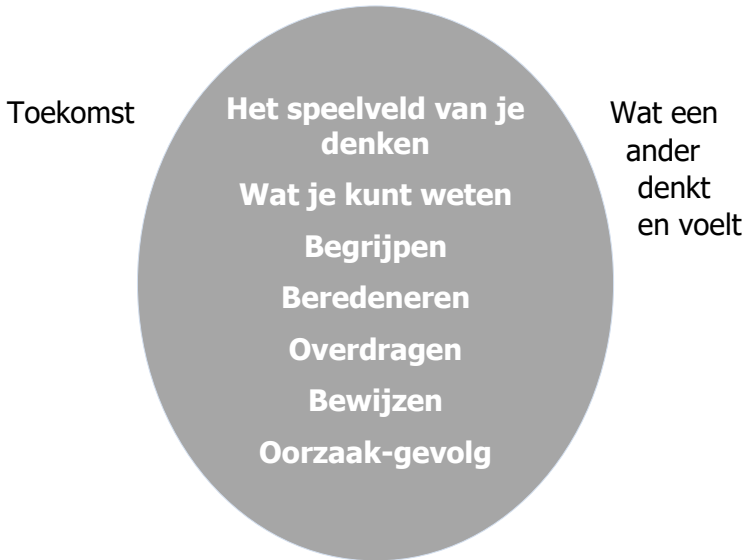 Toekomst
Het speelveld van je
denken
Wat je kunt weten
Begrijpen
Beredeneren
Overdragen
Bewijzen
Oorzaak-gevolg
Wat een
ander
denkt
en voelt